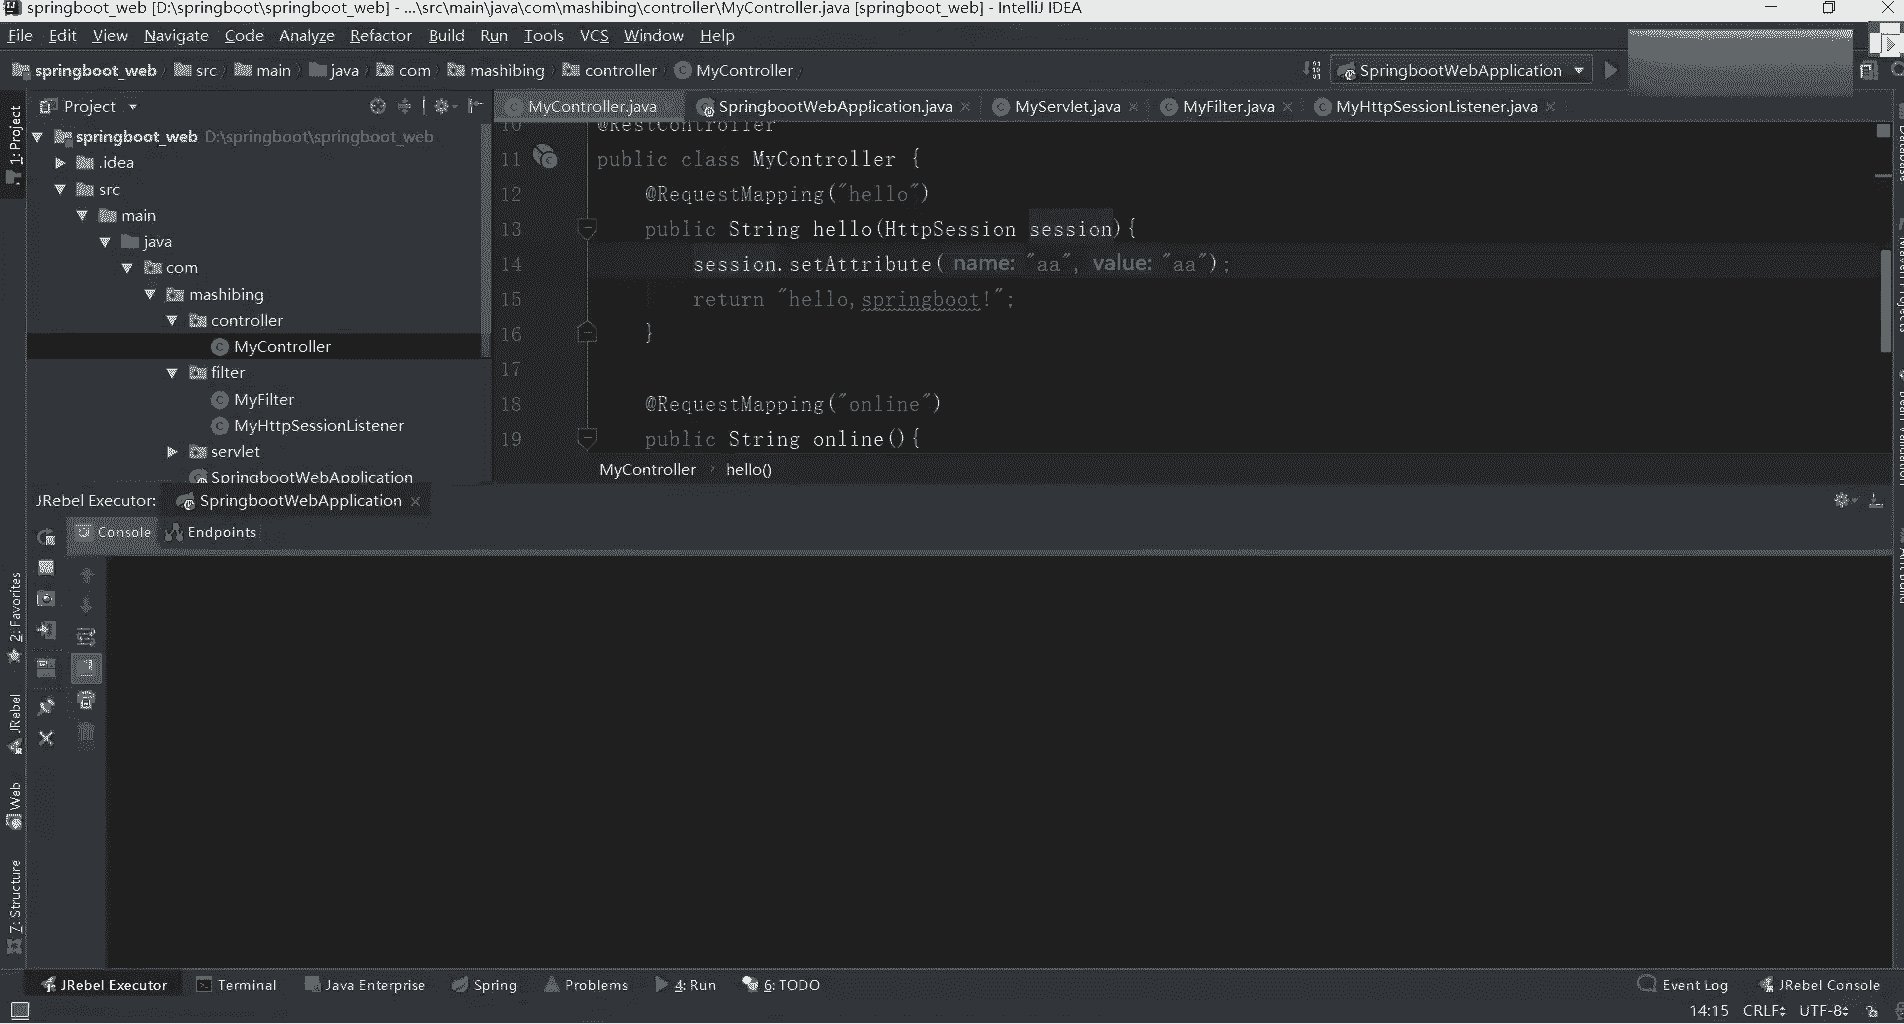 springboot_web [D:\springboot\springboot_web] - ...\src\main\java\com\mashibing\controller\MyController.java [springboot_web] - IntelliJ IDEA
File Edit View Navigate Code Analyze Refactor Build Run Tools VCS Window Help
springboot_web src main java com mashibing controller MyController SpringbootWebApplication
1: Project
Project
springboot_web D:\springboot\springboot_web
.idea
src
main
java
com
mashibing
controller
MyController
filter
MyFilter
MyHttpSessionListener
servlet
SpringbootWebApplication
MyController.java SpringbootWebApplication.java MyServlet.java MyFilter.java MyHttpSessionListener.java
10 @RestController
11 public class MyController {
12 @RequestMapping("hello")
13 public String hello(HttpSession session){
14 session.setAttribute( name: "aa", value: "aa");
15 return "hello,springboot!";
16 }
17
18 @RequestMapping("online")
19 public String online(){
MyController › hello()
JRebel Executor: SpringbootWebApplication
Console Endpoints
2: Favorites
JRebel
Web
7: Structure
JRebel Executor Terminal Java Enterprise Spring Problems 4: Run 6: TODO Event Log JRebel Console
14:15 CRLF UTF-8